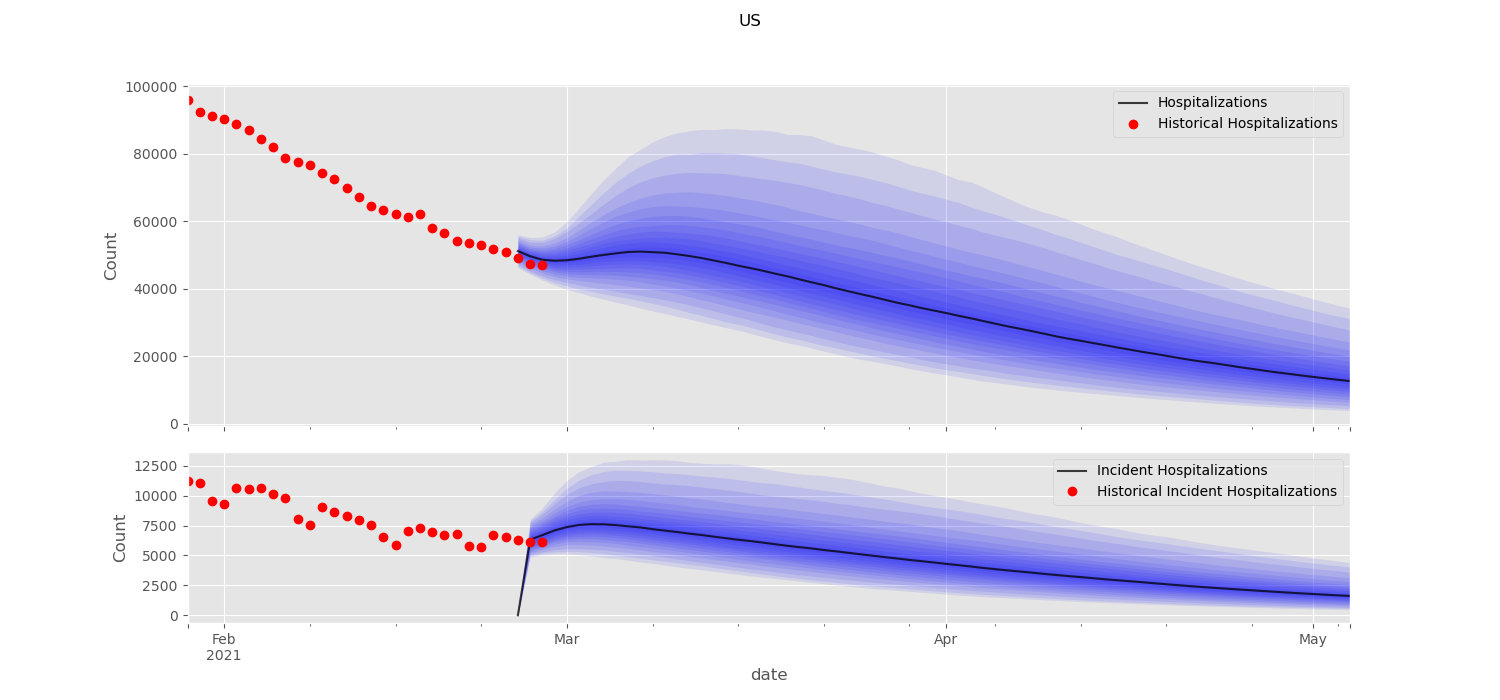 US
100000
80000
60000
40000
20000
0
Count
Hospitalizations
Historical Hospitalizations
12500
10000
7500
5000
2500
0
Count
Incident Hospitalizations
Historical Incident Hospitalizations
Feb
2021
Mar
Apr
May
date